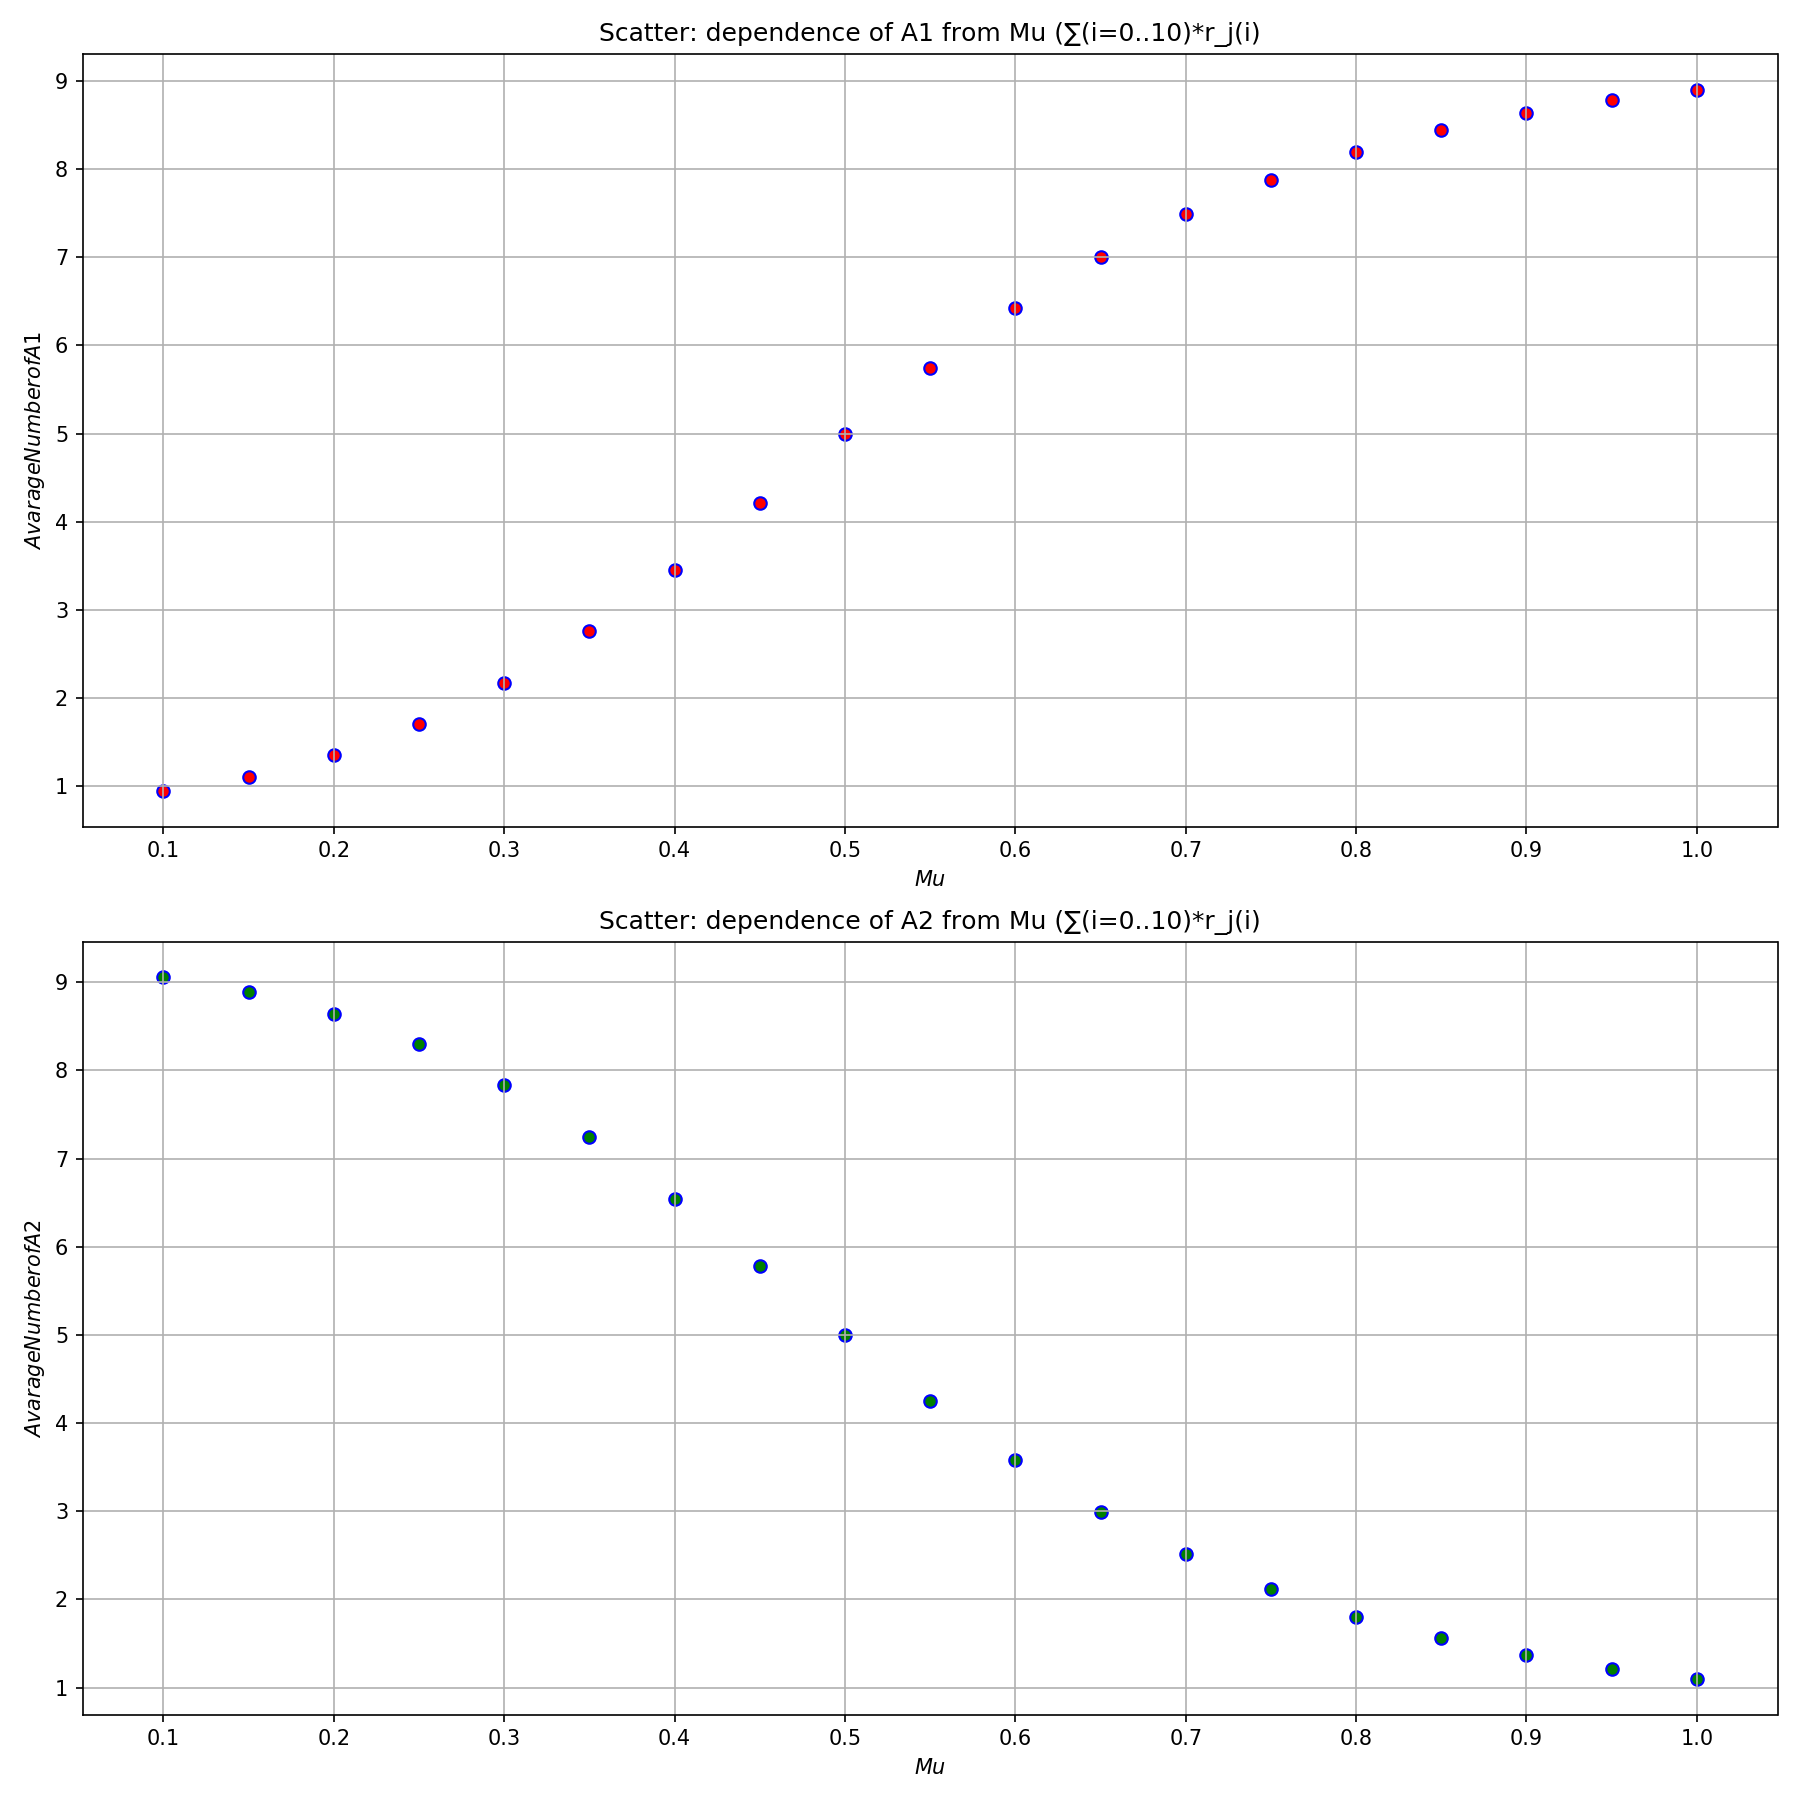 Scatter: dependence of A1 from Mu (∑(i=0..10)*r_j(i)
9
8
7
6
5
4
3
2
1
AvarageNumberofA1
0.1 0.2 0.3 0.4 0.5 0.6 0.7 0.8 0.9 1.0
Mu
Scatter: dependence of A2 from Mu (∑(i=0..10)*r_j(i)
9
8
7
6
5
4
3
2
1
AvarageNumberofA2
0.1 0.2 0.3 0.4 0.5 0.6 0.7 0.8 0.9 1.0
Mu